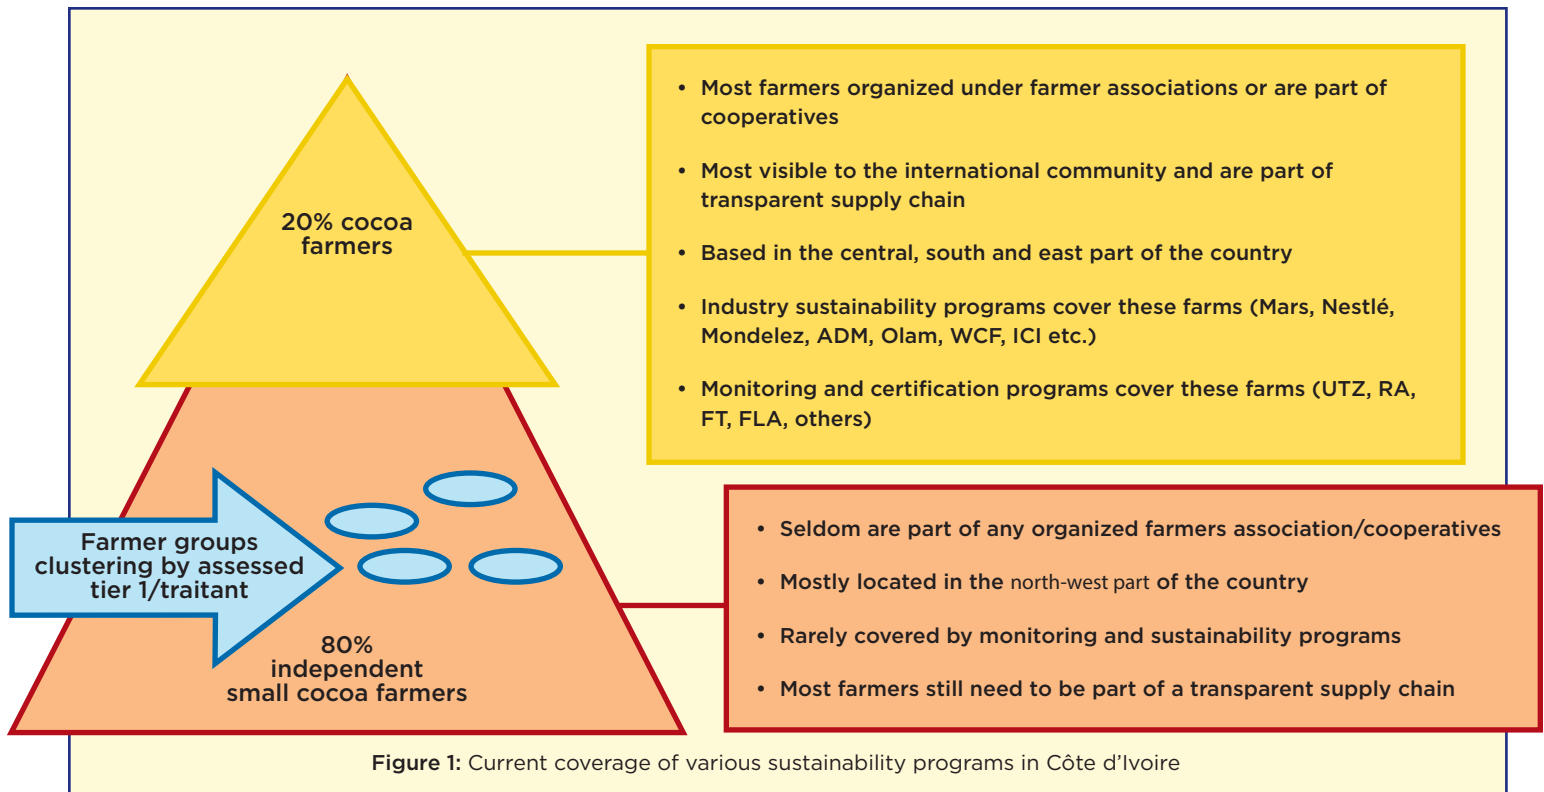 20% cocoa
farmers
• Most farmers organized under farmer associations or are part of
cooperatives
• Most visible to the international community and are part of
transparent supply chain
• Based in the central, south and east part of the country
• Industry sustainability programs cover these farms (Mars, Nestlé,
Mondelez, ADM, Olam, WCF, ICI etc.)
• Monitoring and certification programs cover these farms (UTZ, RA,
FT, FLA, others)
Farmer groups
clustering by assessed
tier 1/traitant
80%
independent
small cocoa farmers
• Seldom are part of any organized farmers association/cooperatives
• Mostly located in the north-west part of the country
• Rarely covered by monitoring and sustainability programs
• Most farmers still need to be part of a transparent supply chain
Figure 1: Current coverage of various sustainability programs in Côte d’Ivoire